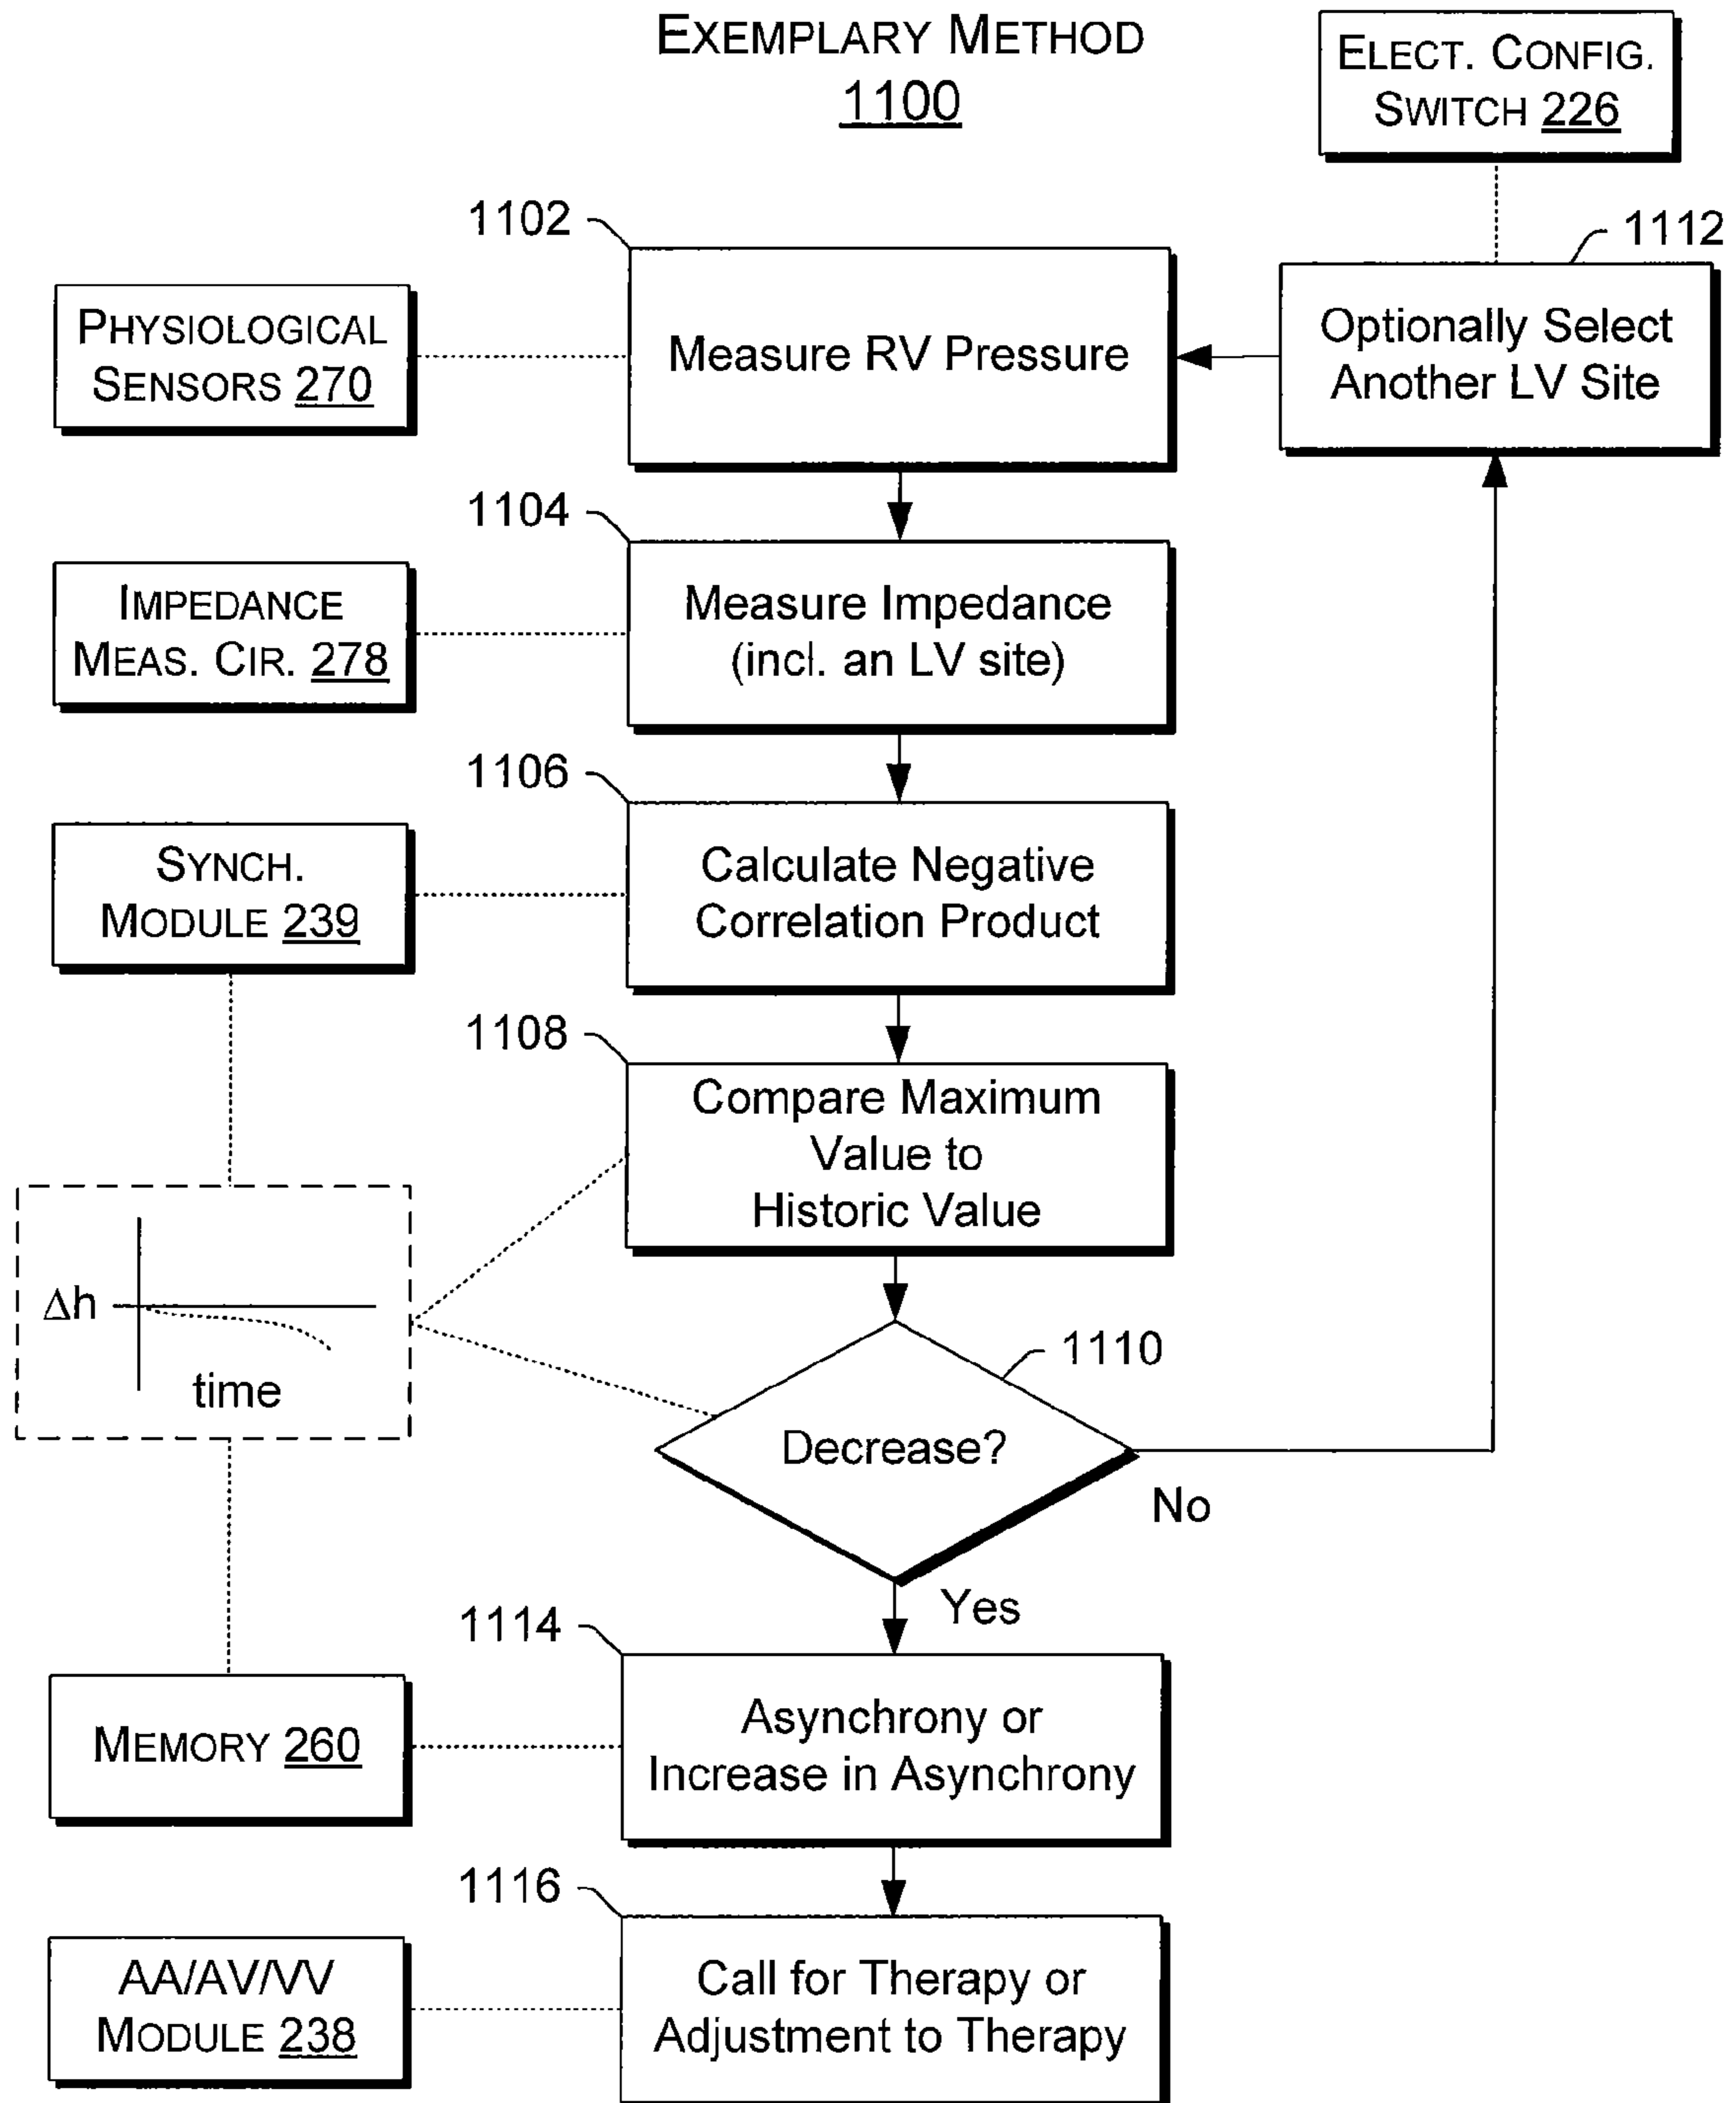 EXEMPLARY METHOD
1100
ELECT. CONFIG.
SWITCH 226
1102
1112
PHYSIOLOGICAL
SENSORS 270
Measure RV Pressure
Optionally Select
Another LV Site
1104
IMPEDANCE
MEAS. CIR. 278
Measure Impedance
(incl. an LV site)
1106
SYNCH.
MODULE 239
Calculate Negative
Correlation Product
1108
Compare Maximum
Value to
Historic Value
Δh
time
1110
Decrease?
No
Yes
1114
MEMORY 260
Asynchrony or
Increase in Asynchrony
1116
AA/AV/VV
MODULE 238
Call for Therapy or
Adjustment to Therapy